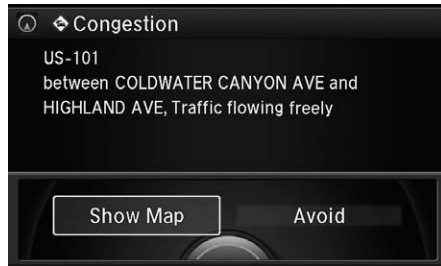 Congestion
US-101
between COLDWATER CANYON AVE and
HIGHLAND AVE, Traffic flowing freely
Show Map Avoid